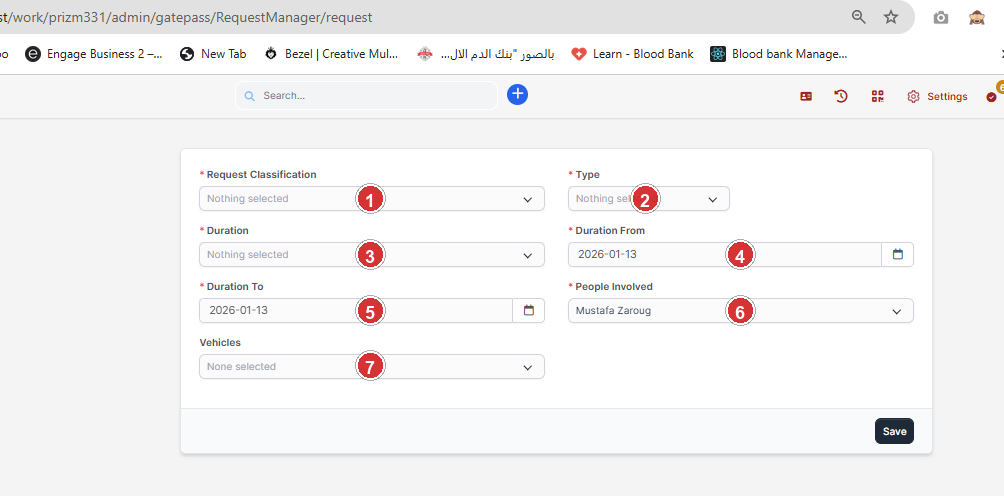 st/work/prizm331/admin/gatepass/RequestManager/request
Engage Business 2 –... New Tab Bezel | Creative Mul... بالصور "بنك الدم الال... Learn - Blood Bank Blood bank Manage...
Search... Settings
* Request Classification * Type
Nothing selected 1 Nothing 2
* Duration * Duration From
Nothing selected 3 2026-01-13 4
* Duration To * People Involved
2026-01-13 5 Mustafa Zaroug 6
Vehicles
None selected 7
Save